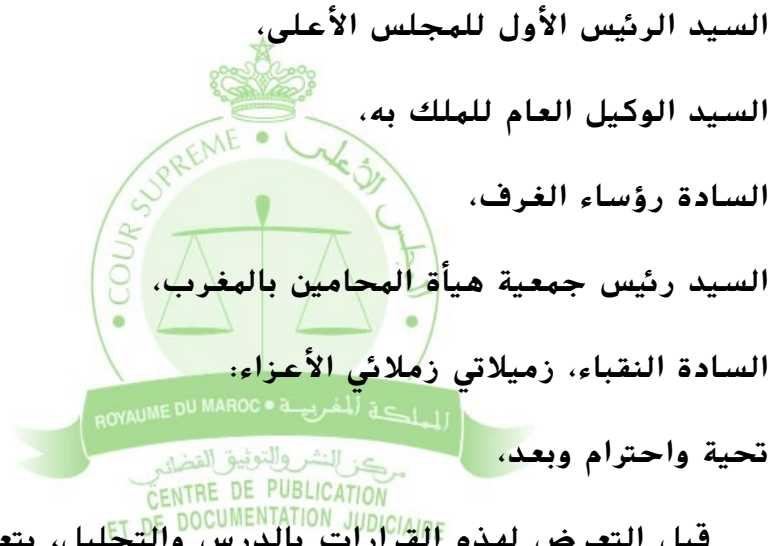 السيد الرئيس الأول للمجلس الأعلى،
السيد الوكيل العام للملك به،
السادة رؤساء الغرف،
السيد رئيس جمعية هيأة المحامين بالمغرب،
السادة النقباء، زميلاتي زملائي الأعزاء:
تحية واحترام وبعد،
قبل التعرض لهذه القرارات بالدرس والتحليل، يتع
COUR SUPREME • المجلس الأعلى •
ROYAUME DU MAROC • المملكة المغربية
مركز النشر والتوثيق القضائي
CENTRE DE PUBLICATION
ET DE DOCUMENTATION JUDICIAIRE